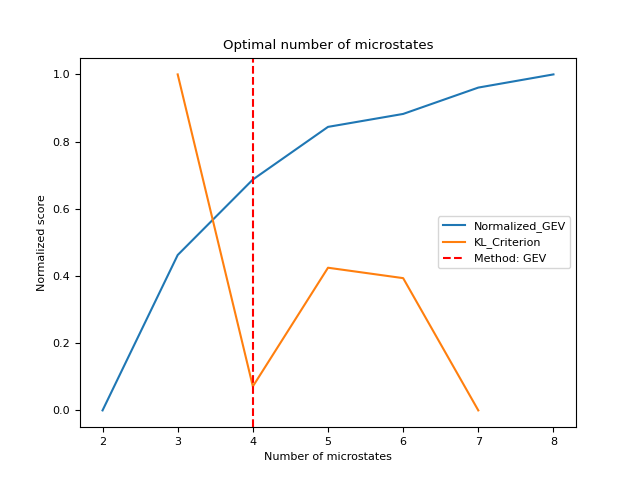 Optimal number of microstates
Normalized score
1.0
0.8
0.6
0.4
0.2
0.0
Normalized_GEV
KL_Criterion
Method: GEV
2 3 4 5 6 7 8
Number of microstates